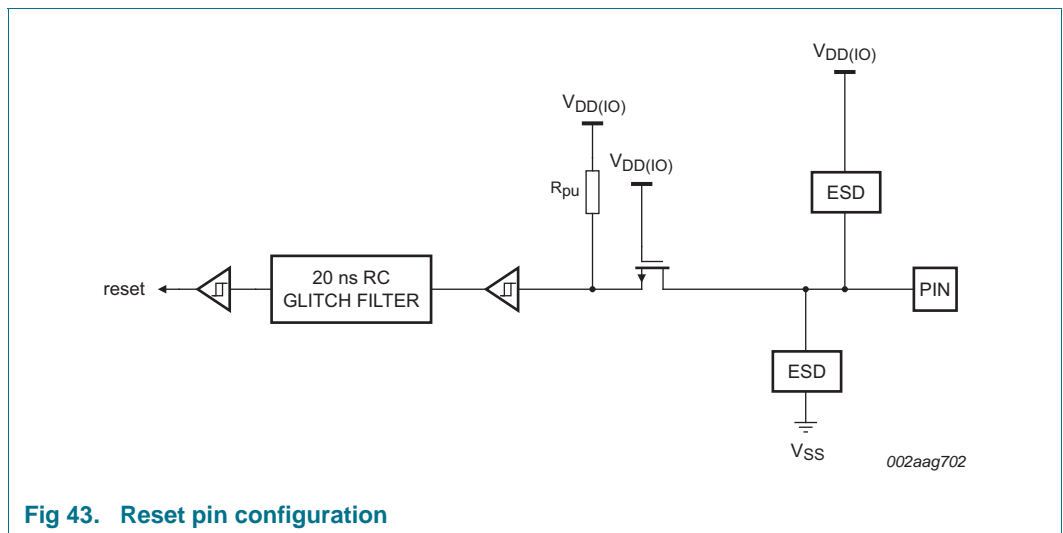 VDD(IO)
VDD(IO)
VDD(IO)
Rpu
ESD
reset
20 ns RC
GLITCH FILTER
PIN
ESD
VSS
002aag702
Fig 43. Reset pin configuration